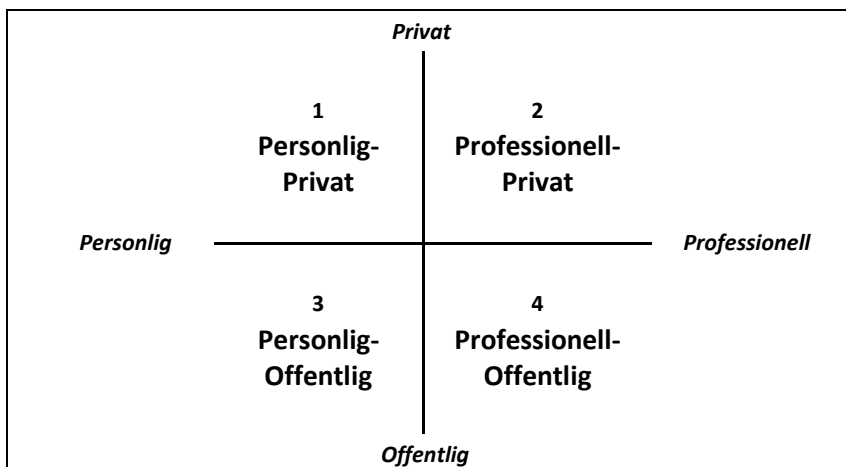 Privat
1
Personlig-
Privat
2
Professionell-
Privat
Personlig
Professionell
3
Personlig-
Offentlig
4
Professionell-
Offentlig
Offentlig